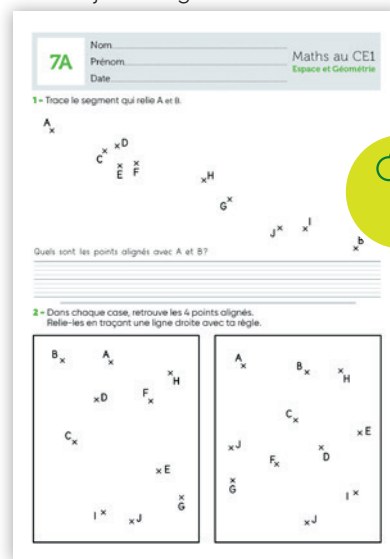 7A
Nom
Prénom
Date
Maths au CE1
Espace et Géométrie
1 - Trace le segment qui relie A et B.
A
D
C
E F
H
G
J I
b
Quels sont les points alignés avec A et B?
2 - Dans chaque case, retrouve les 4 points alignés.
Relie-les en traçant une ligne droite avec ta règle.
B A
H
D F
C
E
G
I J
A B
H
C
E
J
F D
G
I
J